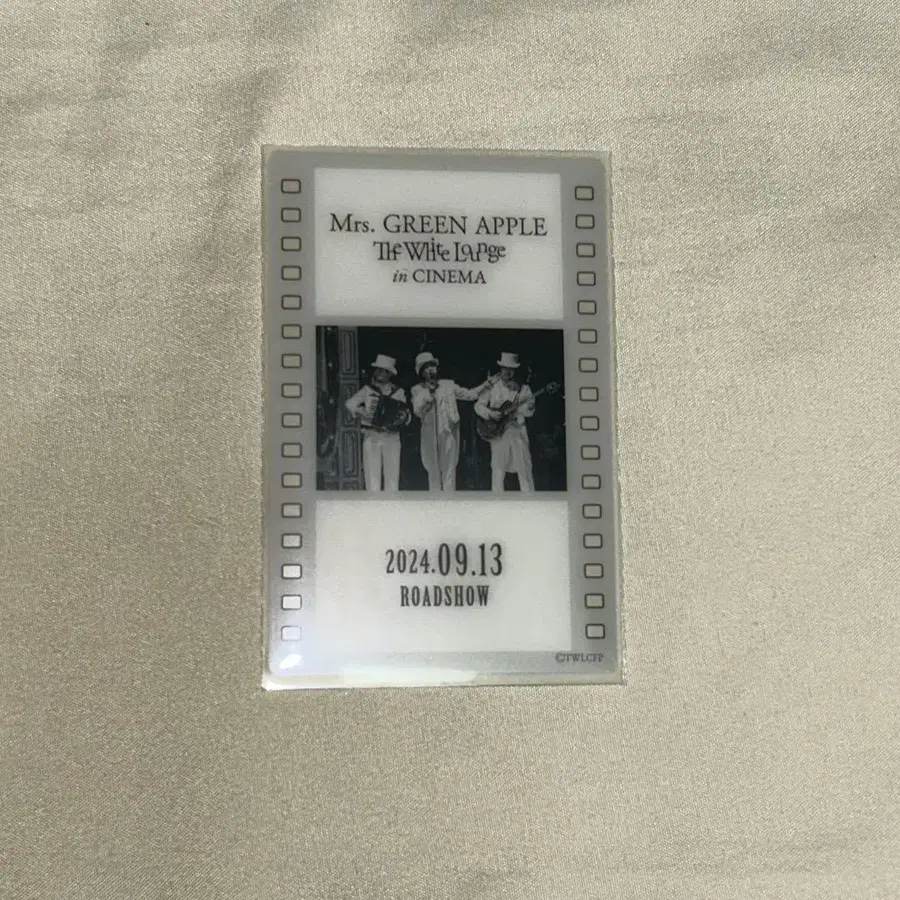 Mrs. GREEN APPLE
The White Lounge
in CINEMA
2024.09.13
ROADSHOW
©TWLCFP